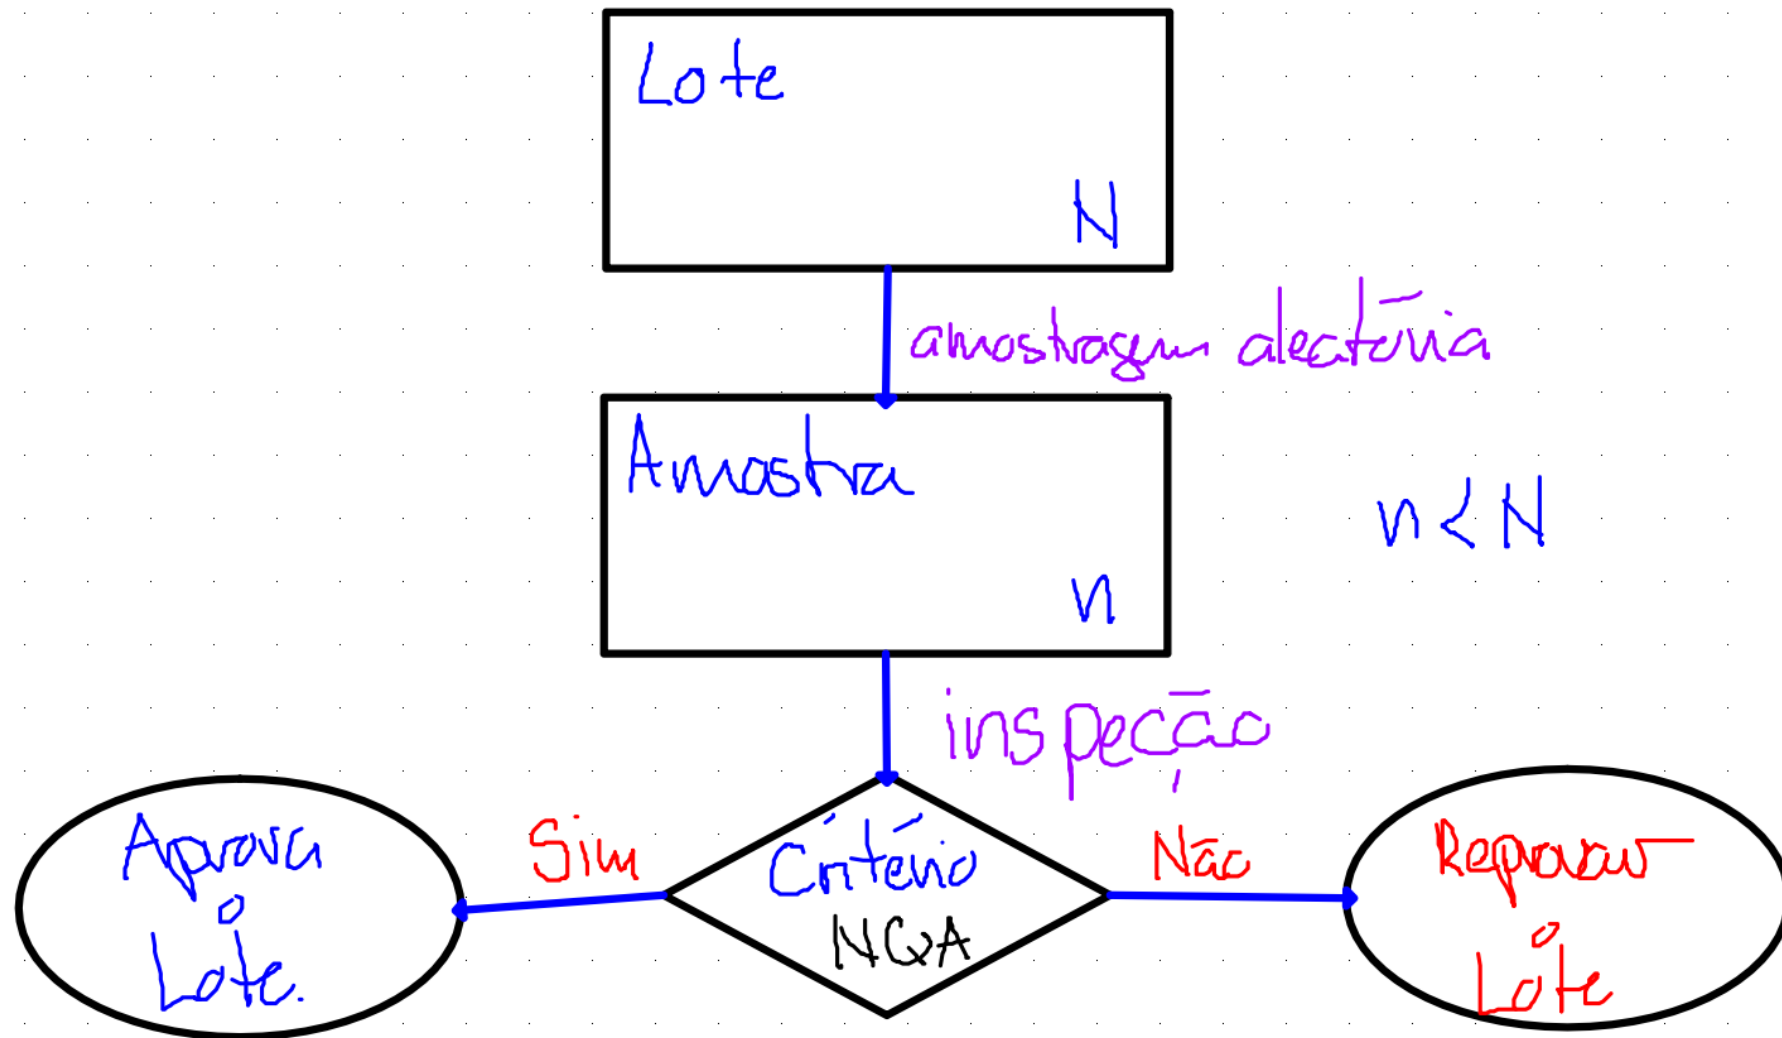 Lote
N
amostragem aleatória
Amostra
n < N
n
inspeção
Aprova
o
Lote.
Sim
Critério
NQA
Não
Reprovar
o
Lote